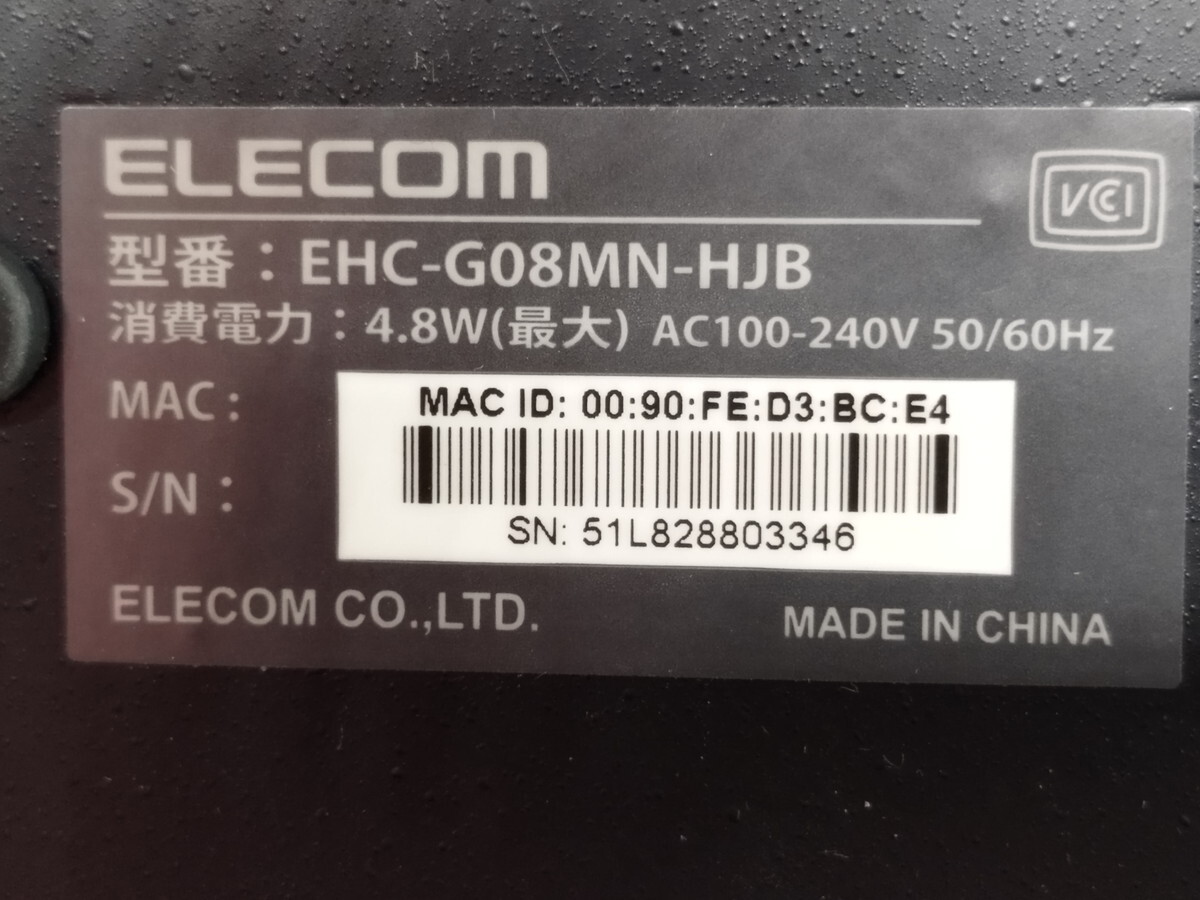 ELECOM
VCCI
型番：EHC-G08MN-HJB
消費電力：4.8W(最大) AC100-240V 50/60Hz
MAC：
MAC ID: 00:90:FE:D3:BC:E4
S/N：
SN: 51L828803346
ELECOM CO.,LTD.
MADE IN CHINA